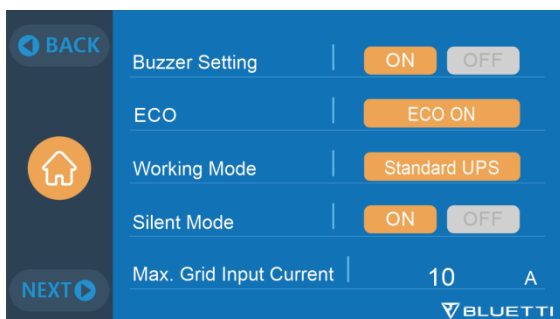 BACK
Buzzer Setting ON OFF
ECO ECO ON
Working Mode Standard UPS
Silent Mode ON OFF
Max. Grid Input Current 10 A
NEXT
BLUETTI